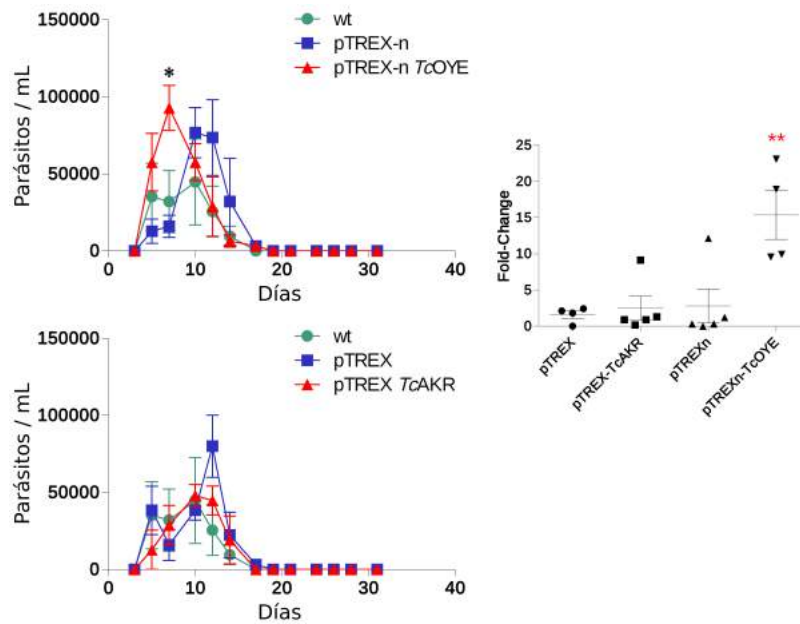 150000
100000
50000
0
Parásitos / mL
*
wt
pTREX-n
pTREX-n TcOYE
0 10 20 30 40
Días
150000
100000
50000
0
Parásitos / mL
wt
pTREX
pTREX TcAKR
0 10 20 30 40
Días
25
20
15
10
5
0
Fold-Change
**
pTREX
pTREX-TcAKR
pTREXn
pTREXn-TcOYE